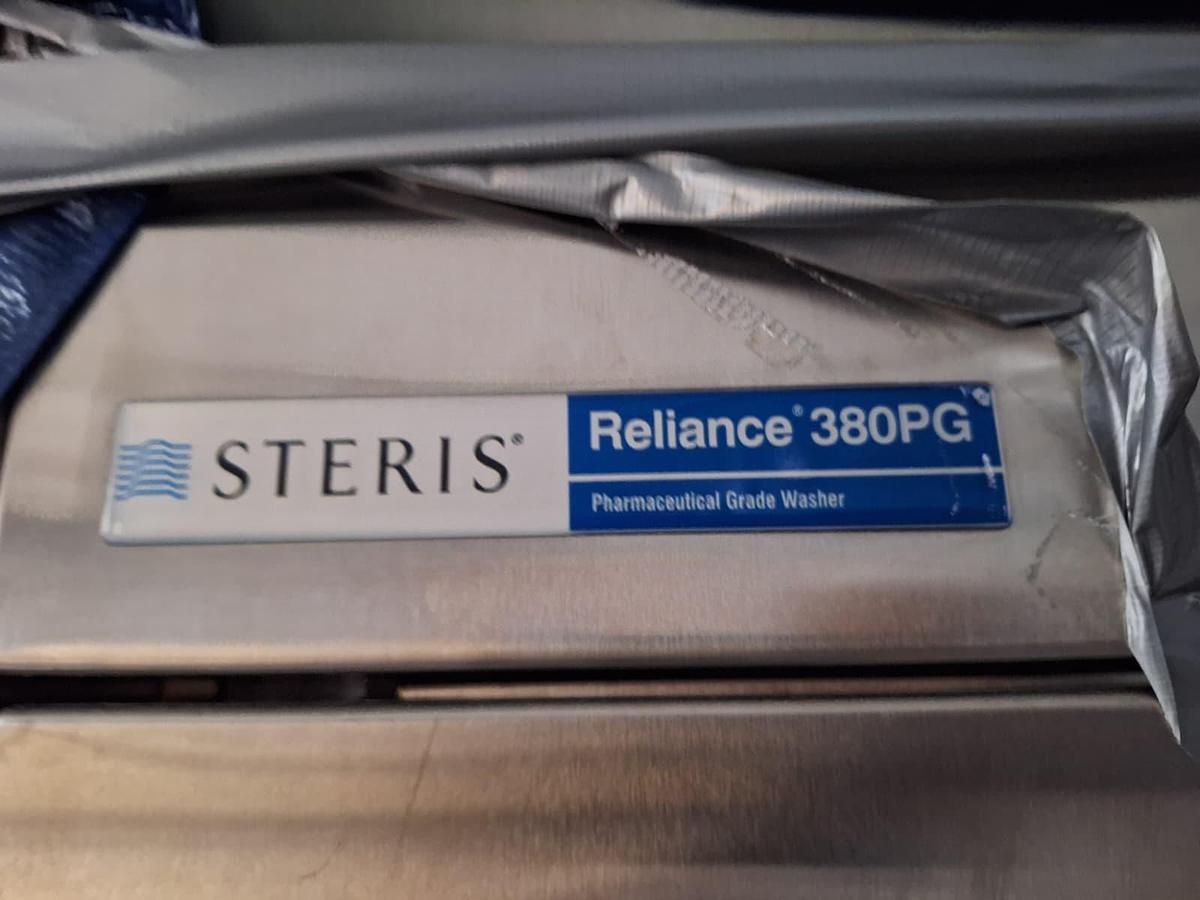 STERIS®
Reliance® 380PG
Pharmaceutical Grade Washer